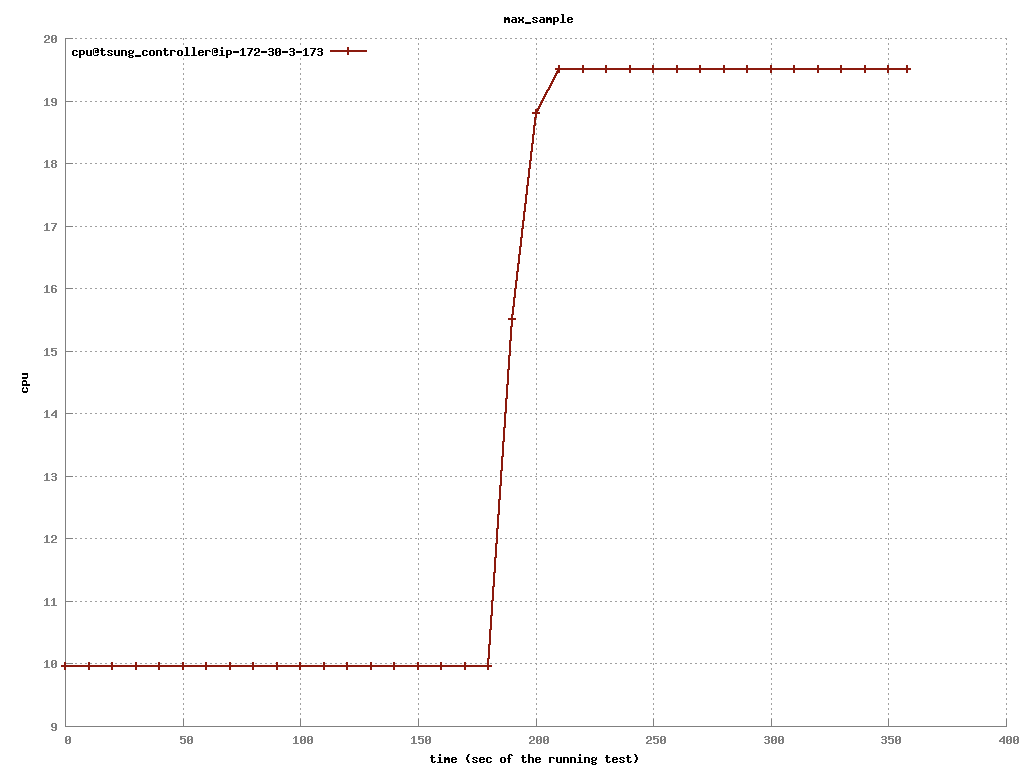 max_sample
cpu@tsung_controller@ip-172-30-3-173
20
19
18
17
16
15
14
13
12
11
10
9
cpu
0 50 100 150 200 250 300 350 400
time (sec of the running test)